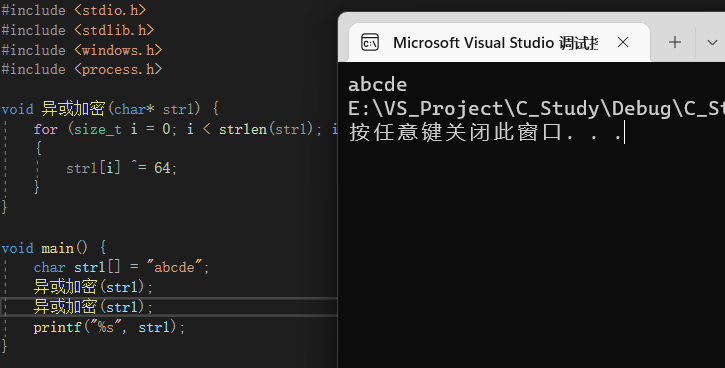 #include <stdio.h>
#include <stdlib.h>
#include <windows.h>
#include <process.h>
void 异或加密(char* str1) {
for (size_t i = 0; i < strlen(str1); i
{
str1[i] ^= 64;
}
}
void main() {
char str1[] = "abcde";
异或加密(str1);
异或加密(str1);
printf("%s", str1);
}
Microsoft Visual Studio 调试控
abcde
E:\VS_Project\C_Study\Debug\C_St
按任意键关闭此窗口. . .